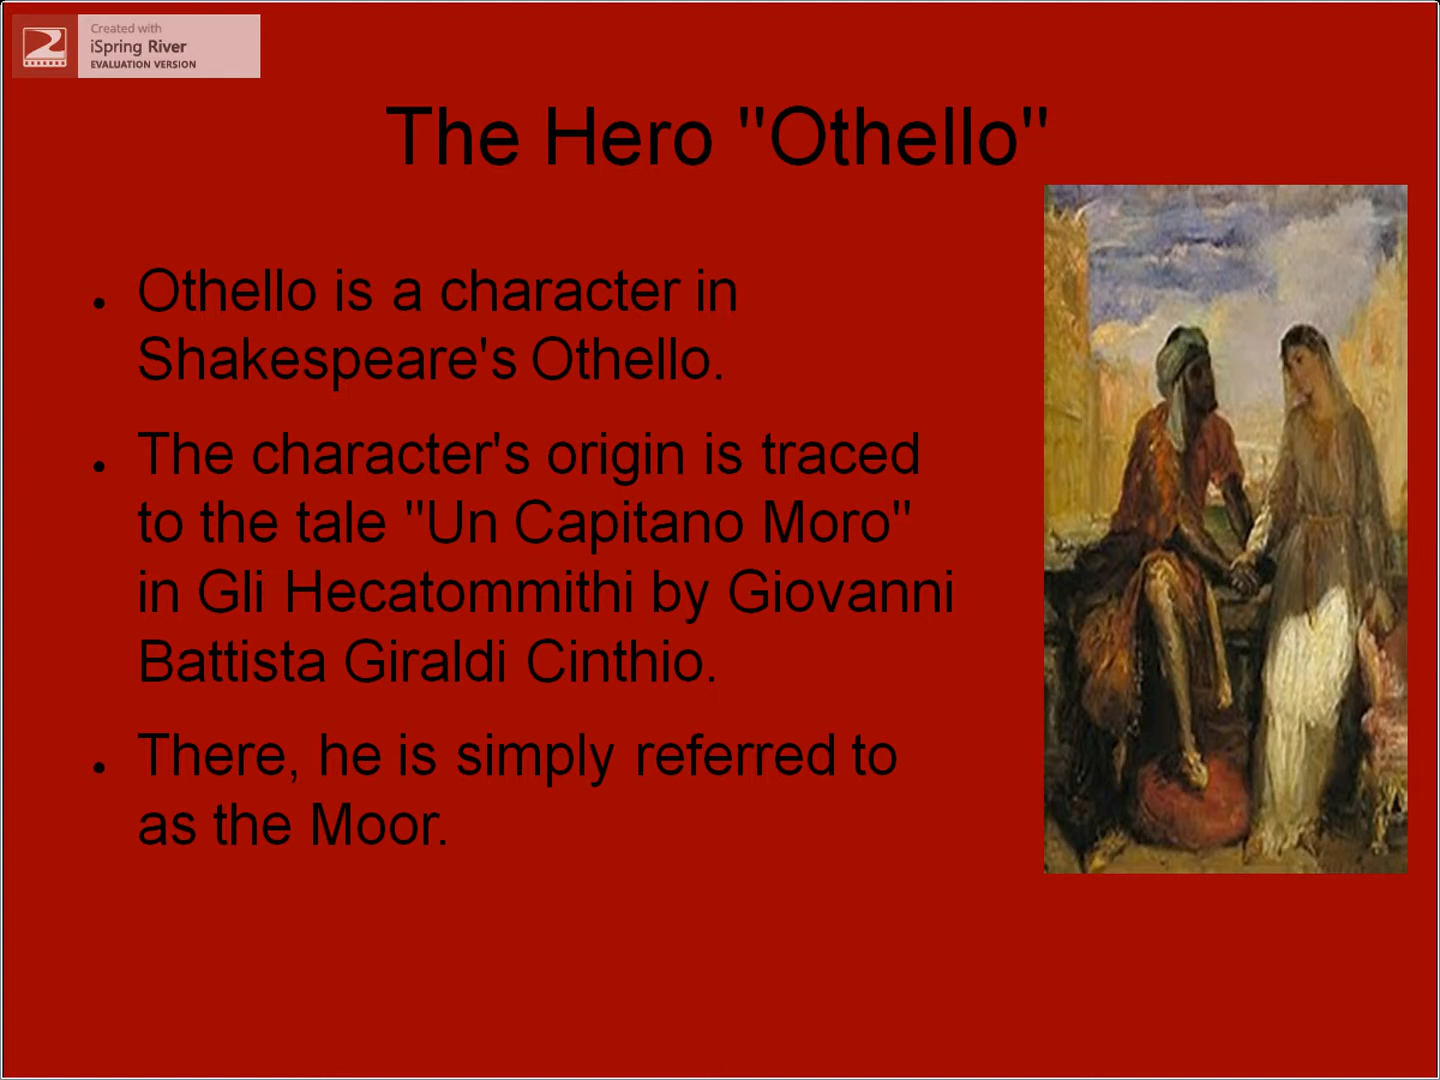 Created with
iSpring River
EVALUATION VERSION
The Hero "Othello"
• Othello is a character in
Shakespeare's Othello.
• The character's origin is traced
to the tale "Un Capitano Moro"
in Gli Hecatommithi by Giovanni
Battista Giraldi Cinthio.
• There, he is simply referred to
as the Moor.